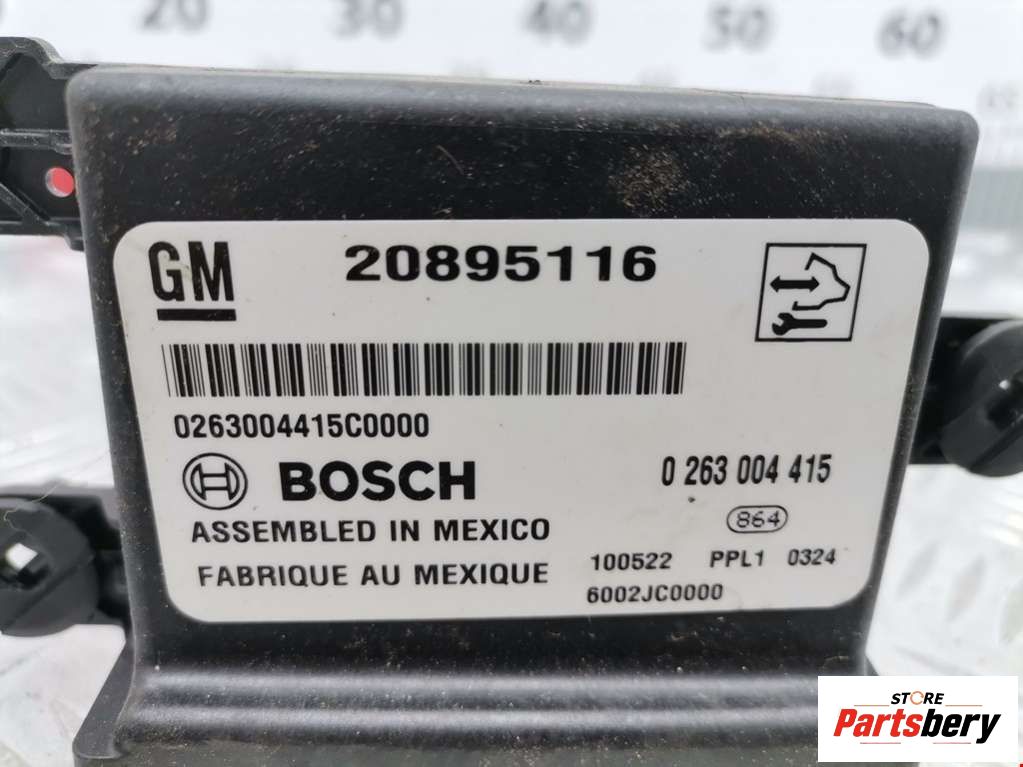 20 30 40 50 60
GM 20895116
0263004415C0000
BOSCH 0 263 004 415
864
ASSEMBLED IN MEXICO
100522 PPL1 0324
FABRIQUE AU MEXIQUE
6002JC0000
STORE
Partsbery